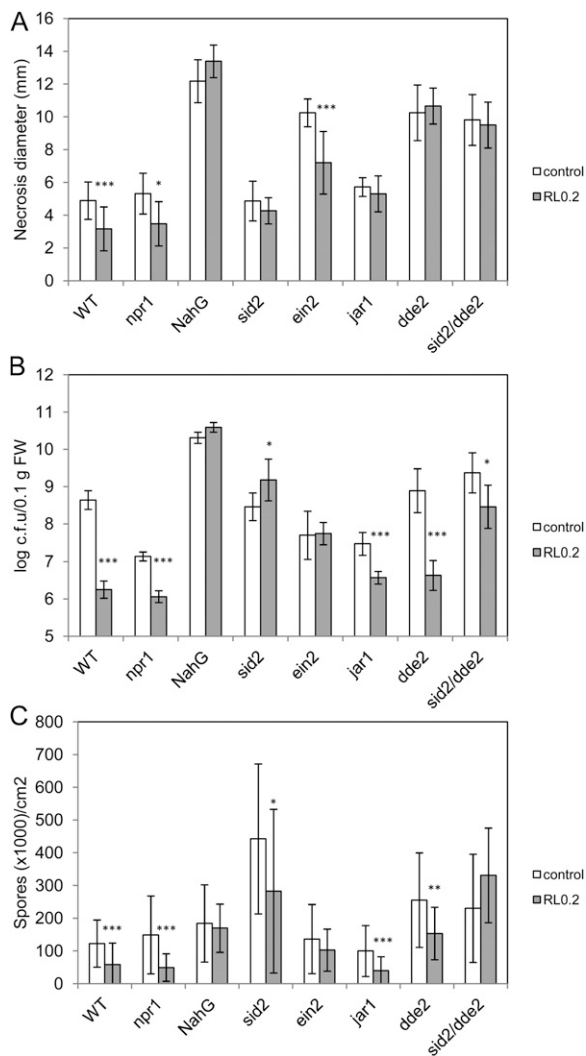 A
Necrosis diameter (mm)
16
14
12
10
8
6
4
2
0
*** * ***
control
RL0.2
WT npr1 NahG sid2 ein2 jar1 dde2 sid2/dde2
B
log c.f.u/0.1 g FW
12
11
10
9
8
7
6
5
*** *** * *** *** *
control
RL0.2
WT npr1 NahG sid2 ein2 jar1 dde2 sid2/dde2
C
Spores (x1000)/cm2
800
700
600
500
400
300
200
100
0
*** *** * *** **
control
RL0.2
WT npr1 NahG sid2 ein2 jar1 dde2 sid2/dde2